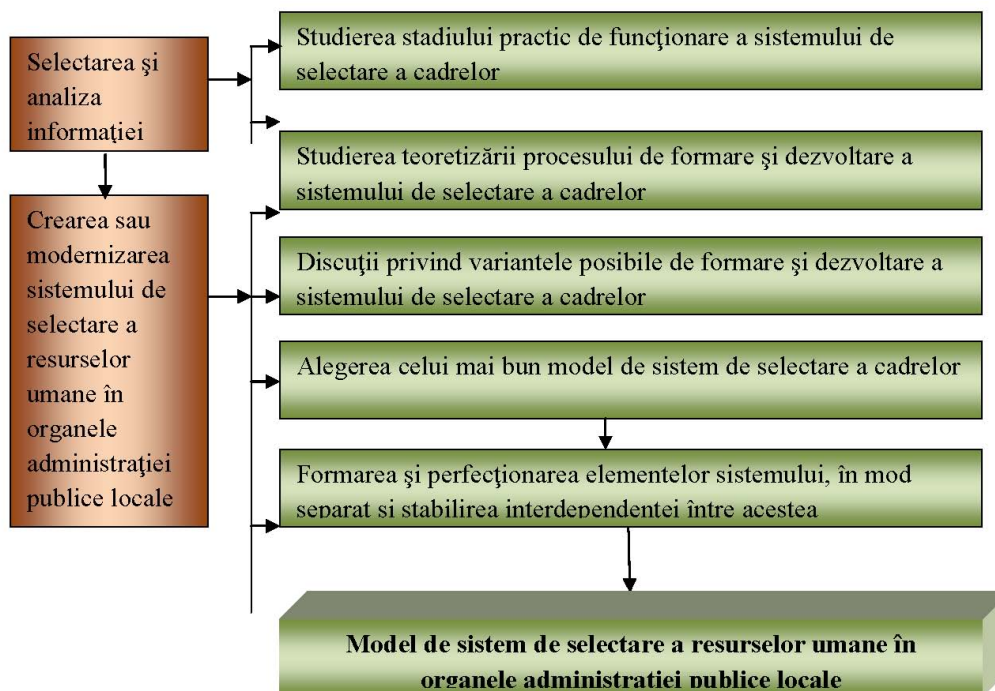 Selectarea şi
analiza
informaţiei
Studierea stadiului practic de funcţionare a sistemului de
selectare a cadrelor
Studierea teoretizării procesului de formare şi dezvoltare a
sistemului de selectare a cadrelor
Crearea sau
modernizarea
sistemului de
selectare a
resurselor
umane în
organele
administraţiei
publice locale
Discuţii privind variantele posibile de formare şi dezvoltare a
sistemului de selectare a cadrelor
Alegerea celui mai bun model de sistem de selectare a cadrelor
Formarea şi perfecţionarea elementelor sistemului, în mod
separat si stabilirea interdependentei între acestea
Model de sistem de selectare a resurselor umane în
organele administratiei publice locale